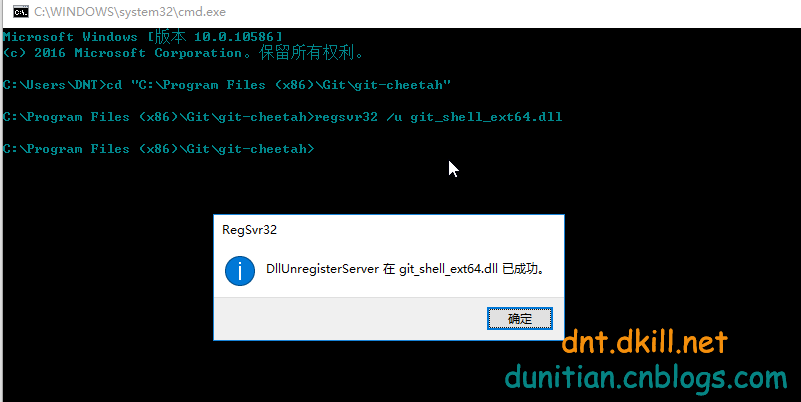 C:\WINDOWS\system32\cmd.exe
Microsoft Windows [版本 10.0.10586]
(c) 2016 Microsoft Corporation。保留所有权利。
C:\Users\DNT>cd "C:\Program Files (x86)\Git\git-cheetah"
C:\Program Files (x86)\Git\git-cheetah>regsvr32 /u git_shell_ext64.dll
C:\Program Files (x86)\Git\git-cheetah>
RegSvr32
DllUnregisterServer 在 git_shell_ext64.dll 已成功。
确定
dnt.dkill.net
dunitian.cnblogs.com